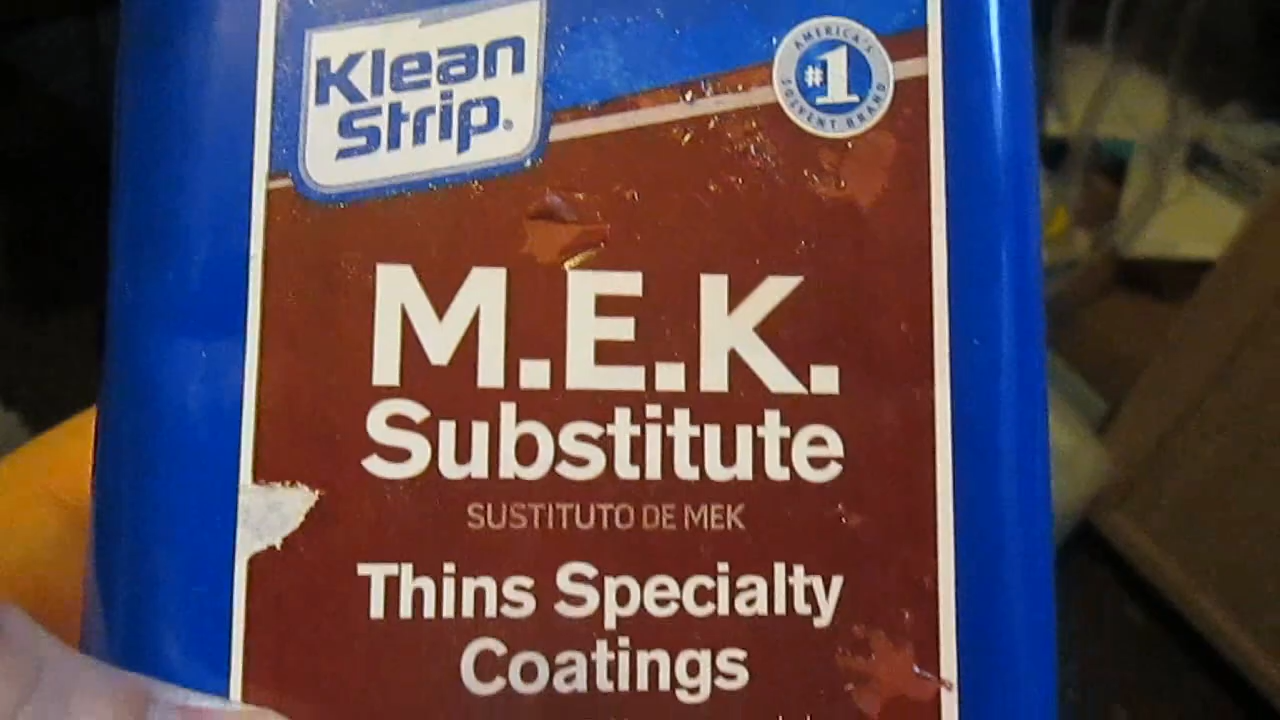 Klean
Strip.
AMERICA'S
#1
SOLVENT BRAND
M.E.K.
Substitute
SUSTITUTO DE MEK
Thins Specialty
Coatings